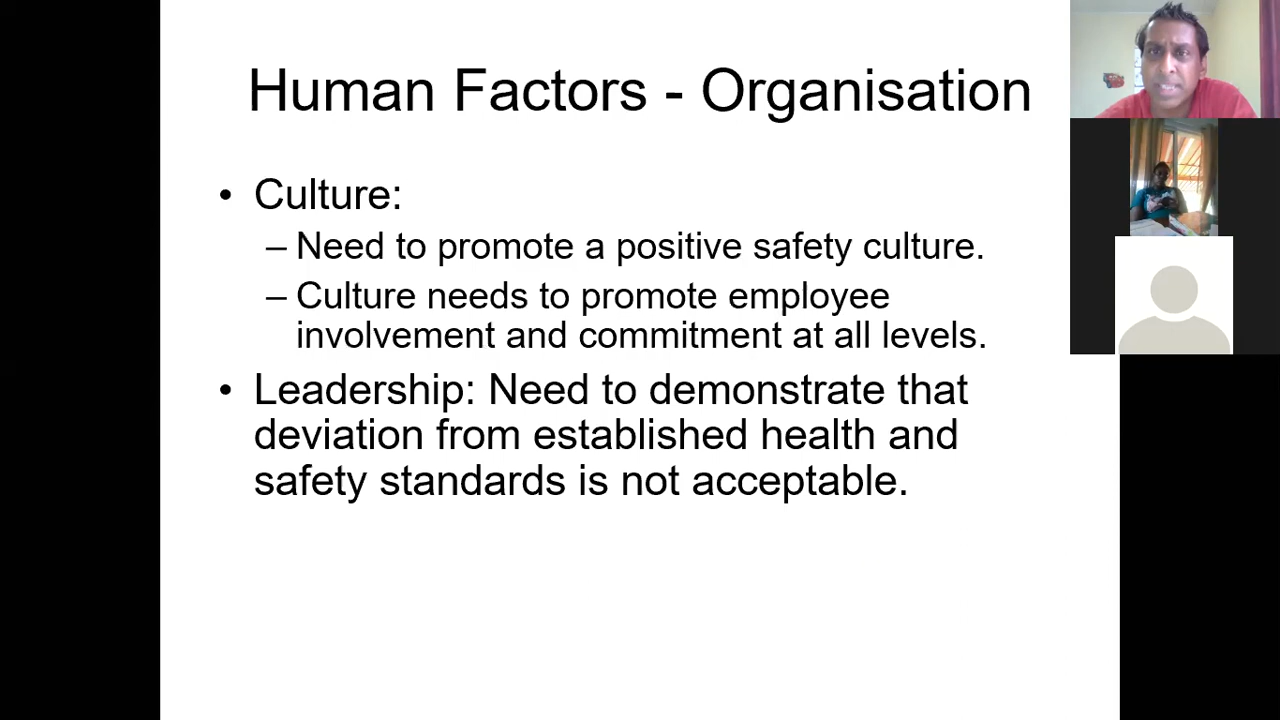 Human Factors - Organisation
• Culture:
– Need to promote a positive safety culture.
– Culture needs to promote employee
involvement and commitment at all levels.
• Leadership: Need to demonstrate that
deviation from established health and
safety standards is not acceptable.